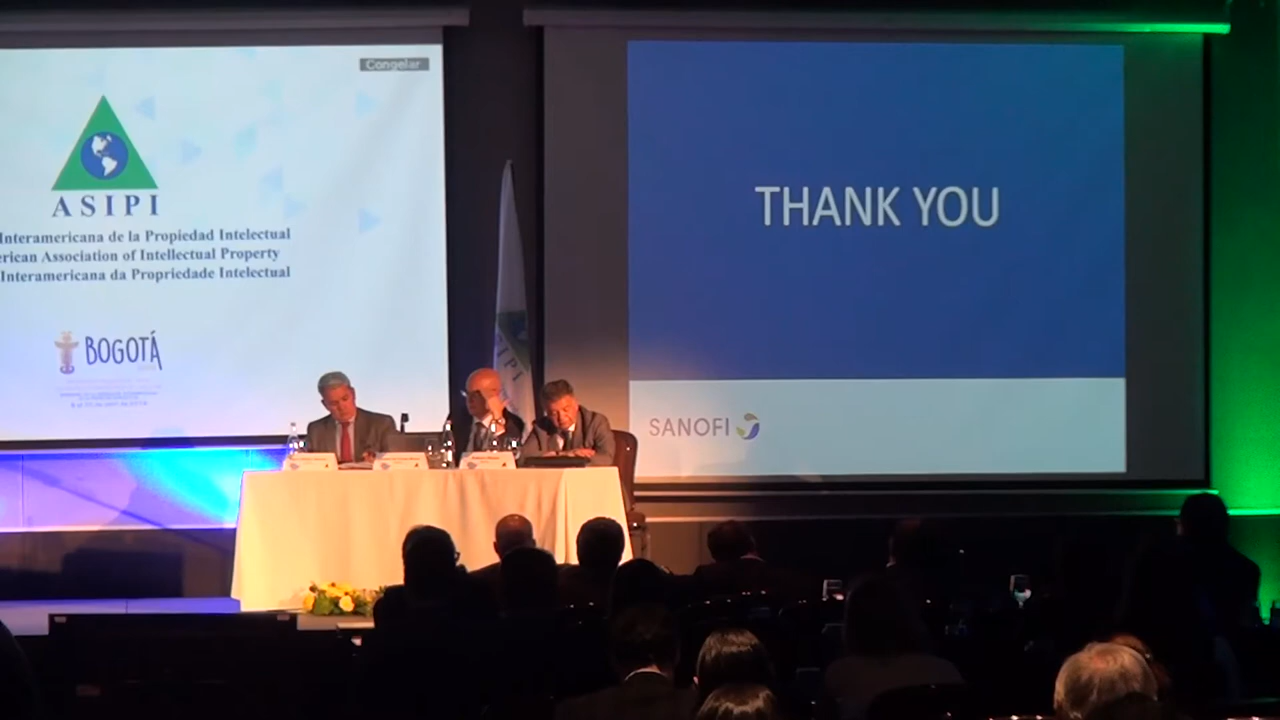 Congelar
ASIPI
Interamericana de la Propiedad Intelectual
erican Association of Intellectual Property
Interamericana da Propriedade Intelectual
BOGOTÁ
ASIPI
THANK YOU
SANOFI